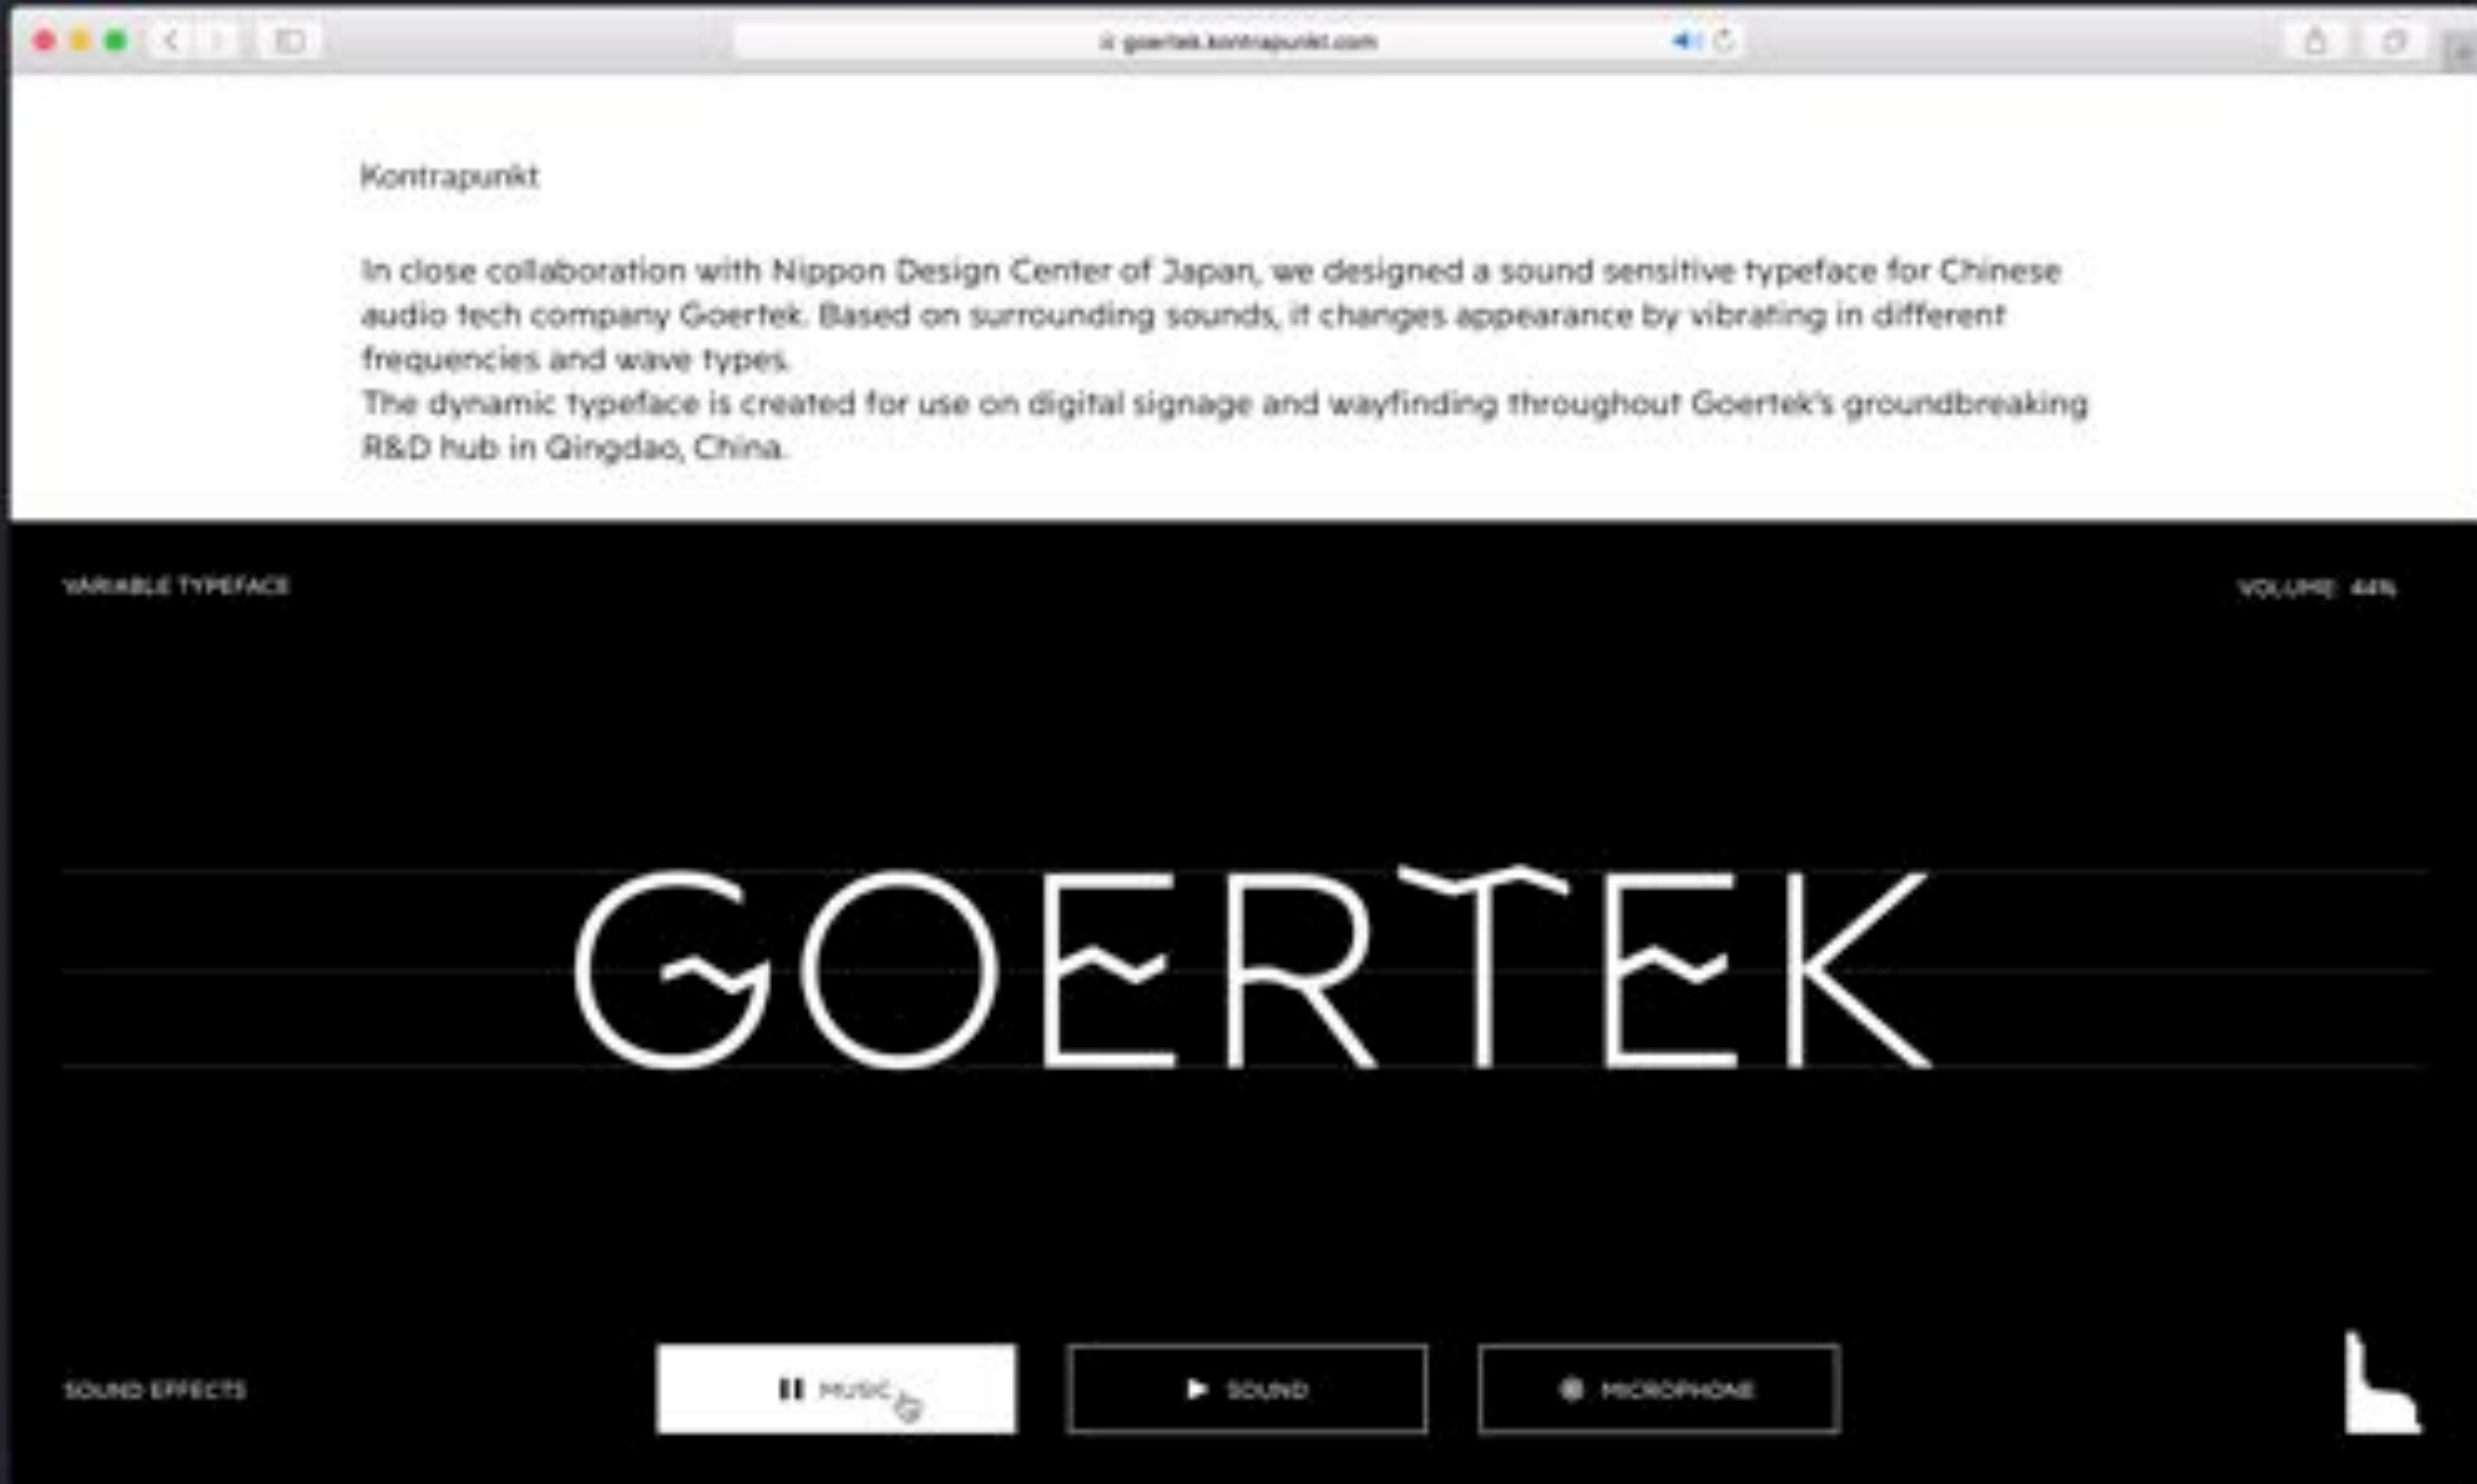 goertek.kontrapunkt.com
Kontrapunkt
In close collaboration with Nippon Design Center of Japan, we designed a sound sensitive typeface for Chinese
audio tech company Goertek. Based on surrounding sounds, it changes appearance by vibrating in different
frequencies and wave types.
The dynamic typeface is created for use on digital signage and wayfinding throughout Goertek's groundbreaking
R&D hub in Qingdao, China.
VARIABLE TYPEFACE
VOLUME: 44%
GOERTEK
SOUND EFFECTS
MUSIC
SOUND
MICROPHONE